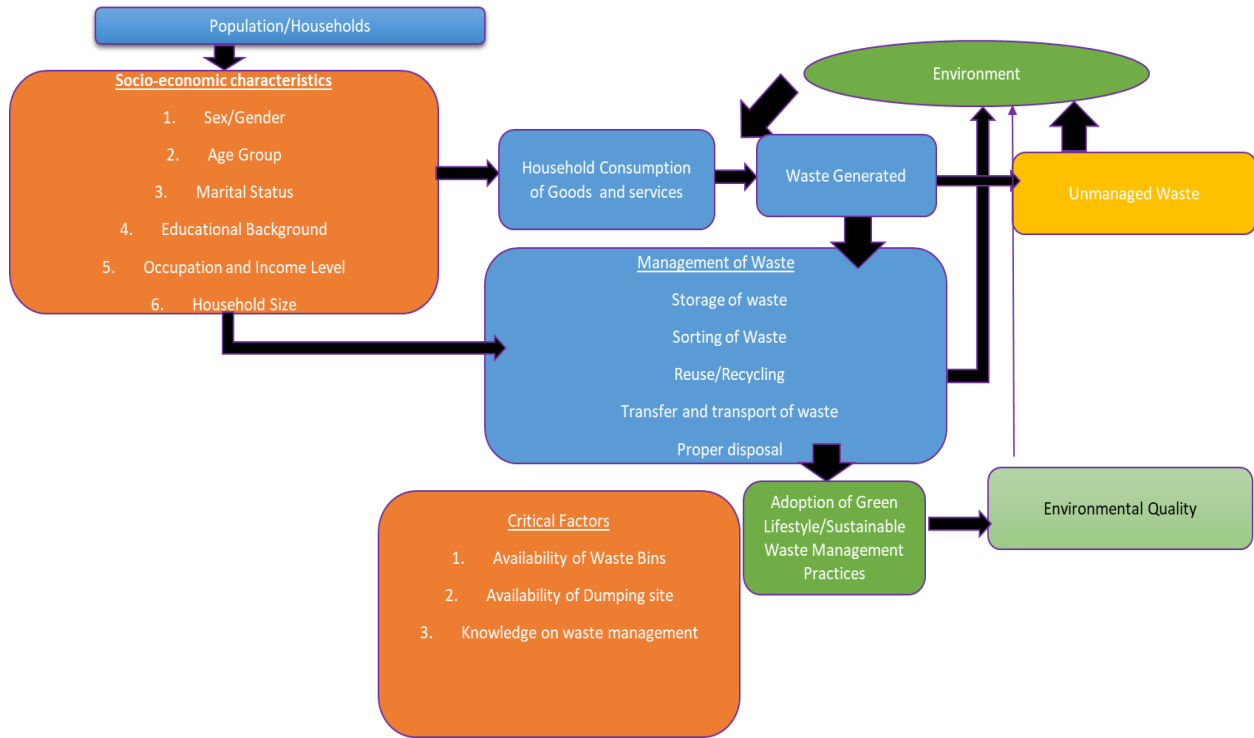 Population/Households
Socio-economic characteristics
1. Sex/Gender
2. Age Group
3. Marital Status
4. Educational Background
5. Occupation and Income Level
6. Household Size
Household Consumption
of Goods and services
Waste Generated
Environment
Unmanaged Waste
Management of Waste
Storage of waste
Sorting of Waste
Reuse/Recycling
Transfer and transport of waste
Proper disposal
Critical Factors
1. Availability of Waste Bins
2. Availability of Dumping site
3. Knowledge on waste management
Adoption of Green
Lifestyle/Sustainable
Waste Management
Practices
Environmental Quality